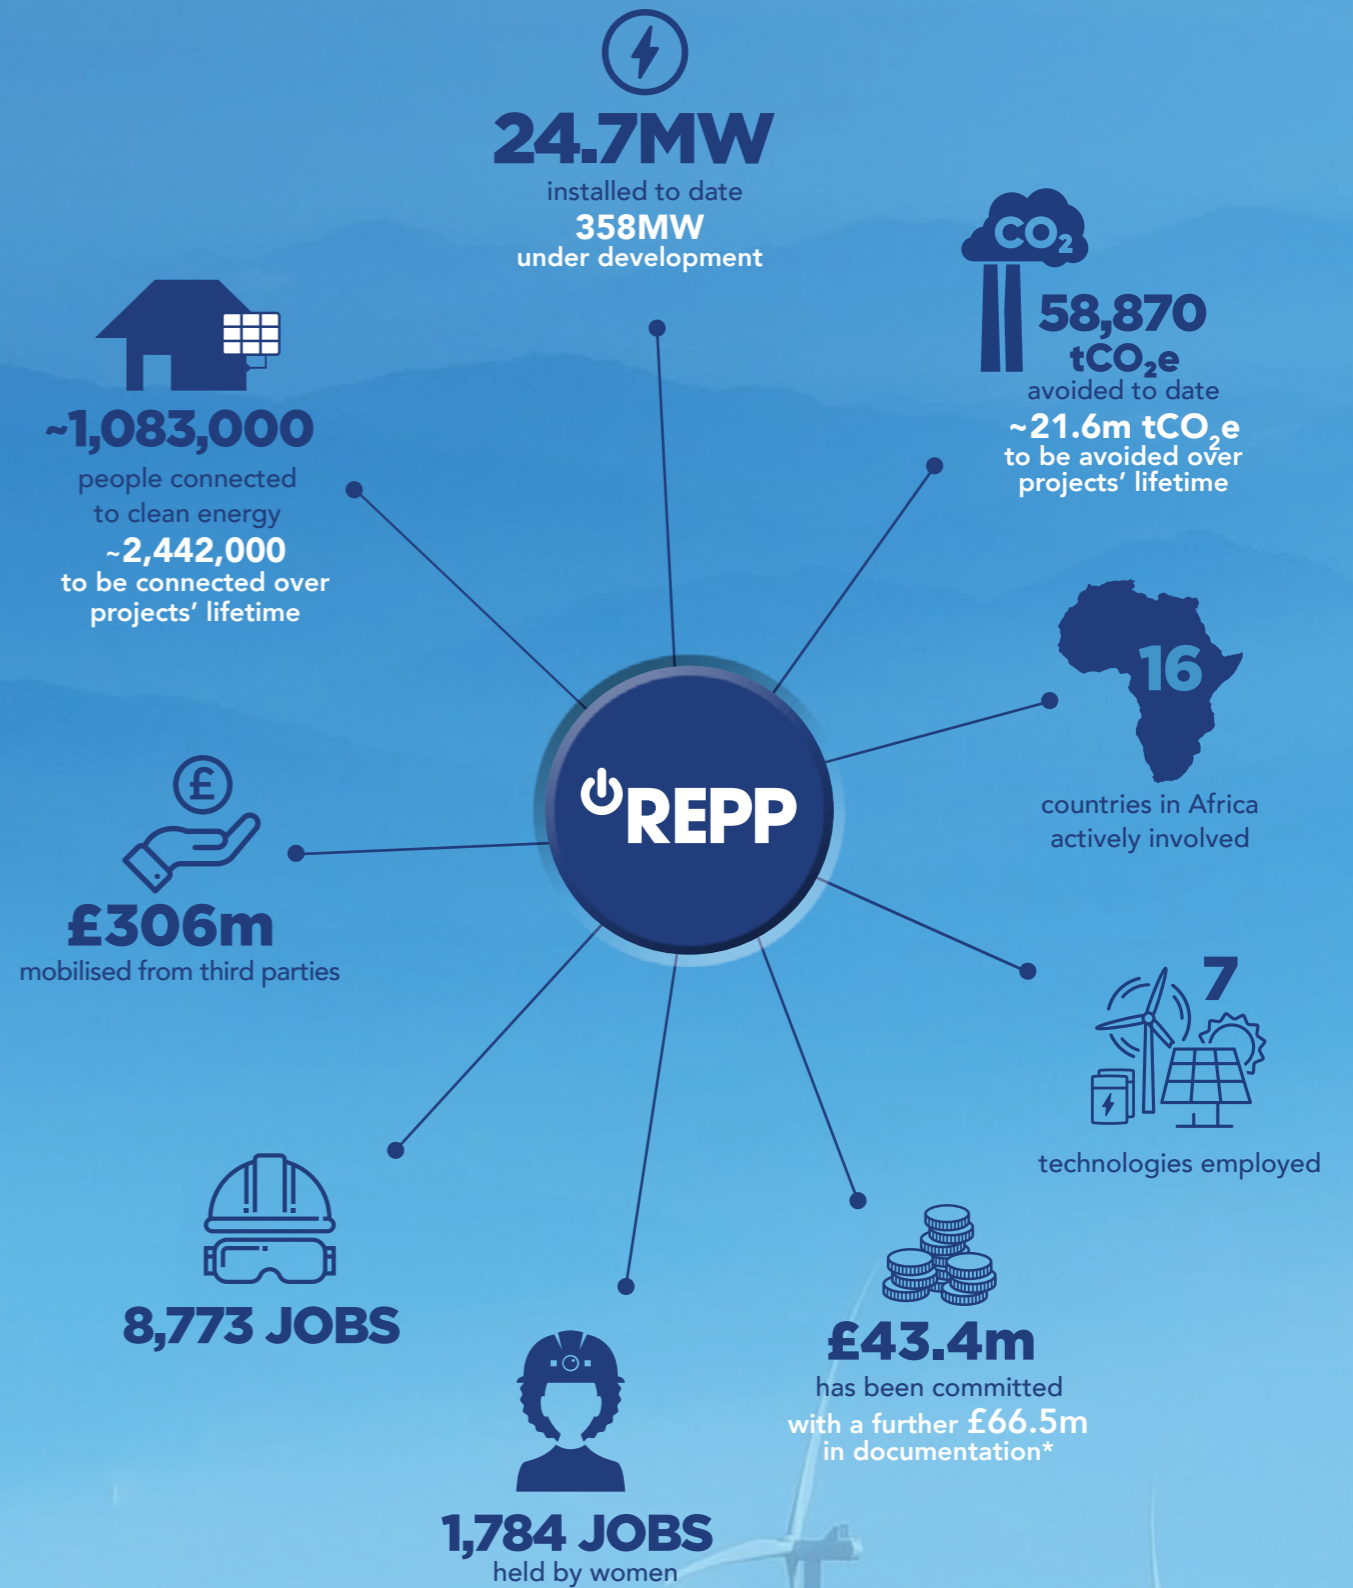 24.7MW
installed to date
358MW
under development
CO₂
58,870
tCO₂e
avoided to date
~21.6m tCO₂e
to be avoided over
projects’ lifetime
~1,083,000
people connected
to clean energy
~2,442,000
to be connected over
projects’ lifetime
16
countries in Africa
actively involved
£
£306m
mobilised from third parties
REPP
7
technologies employed
8,773 JOBS
£43.4m
has been committed
with a further £66.5m
in documentation*
1,784 JOBS
held by women